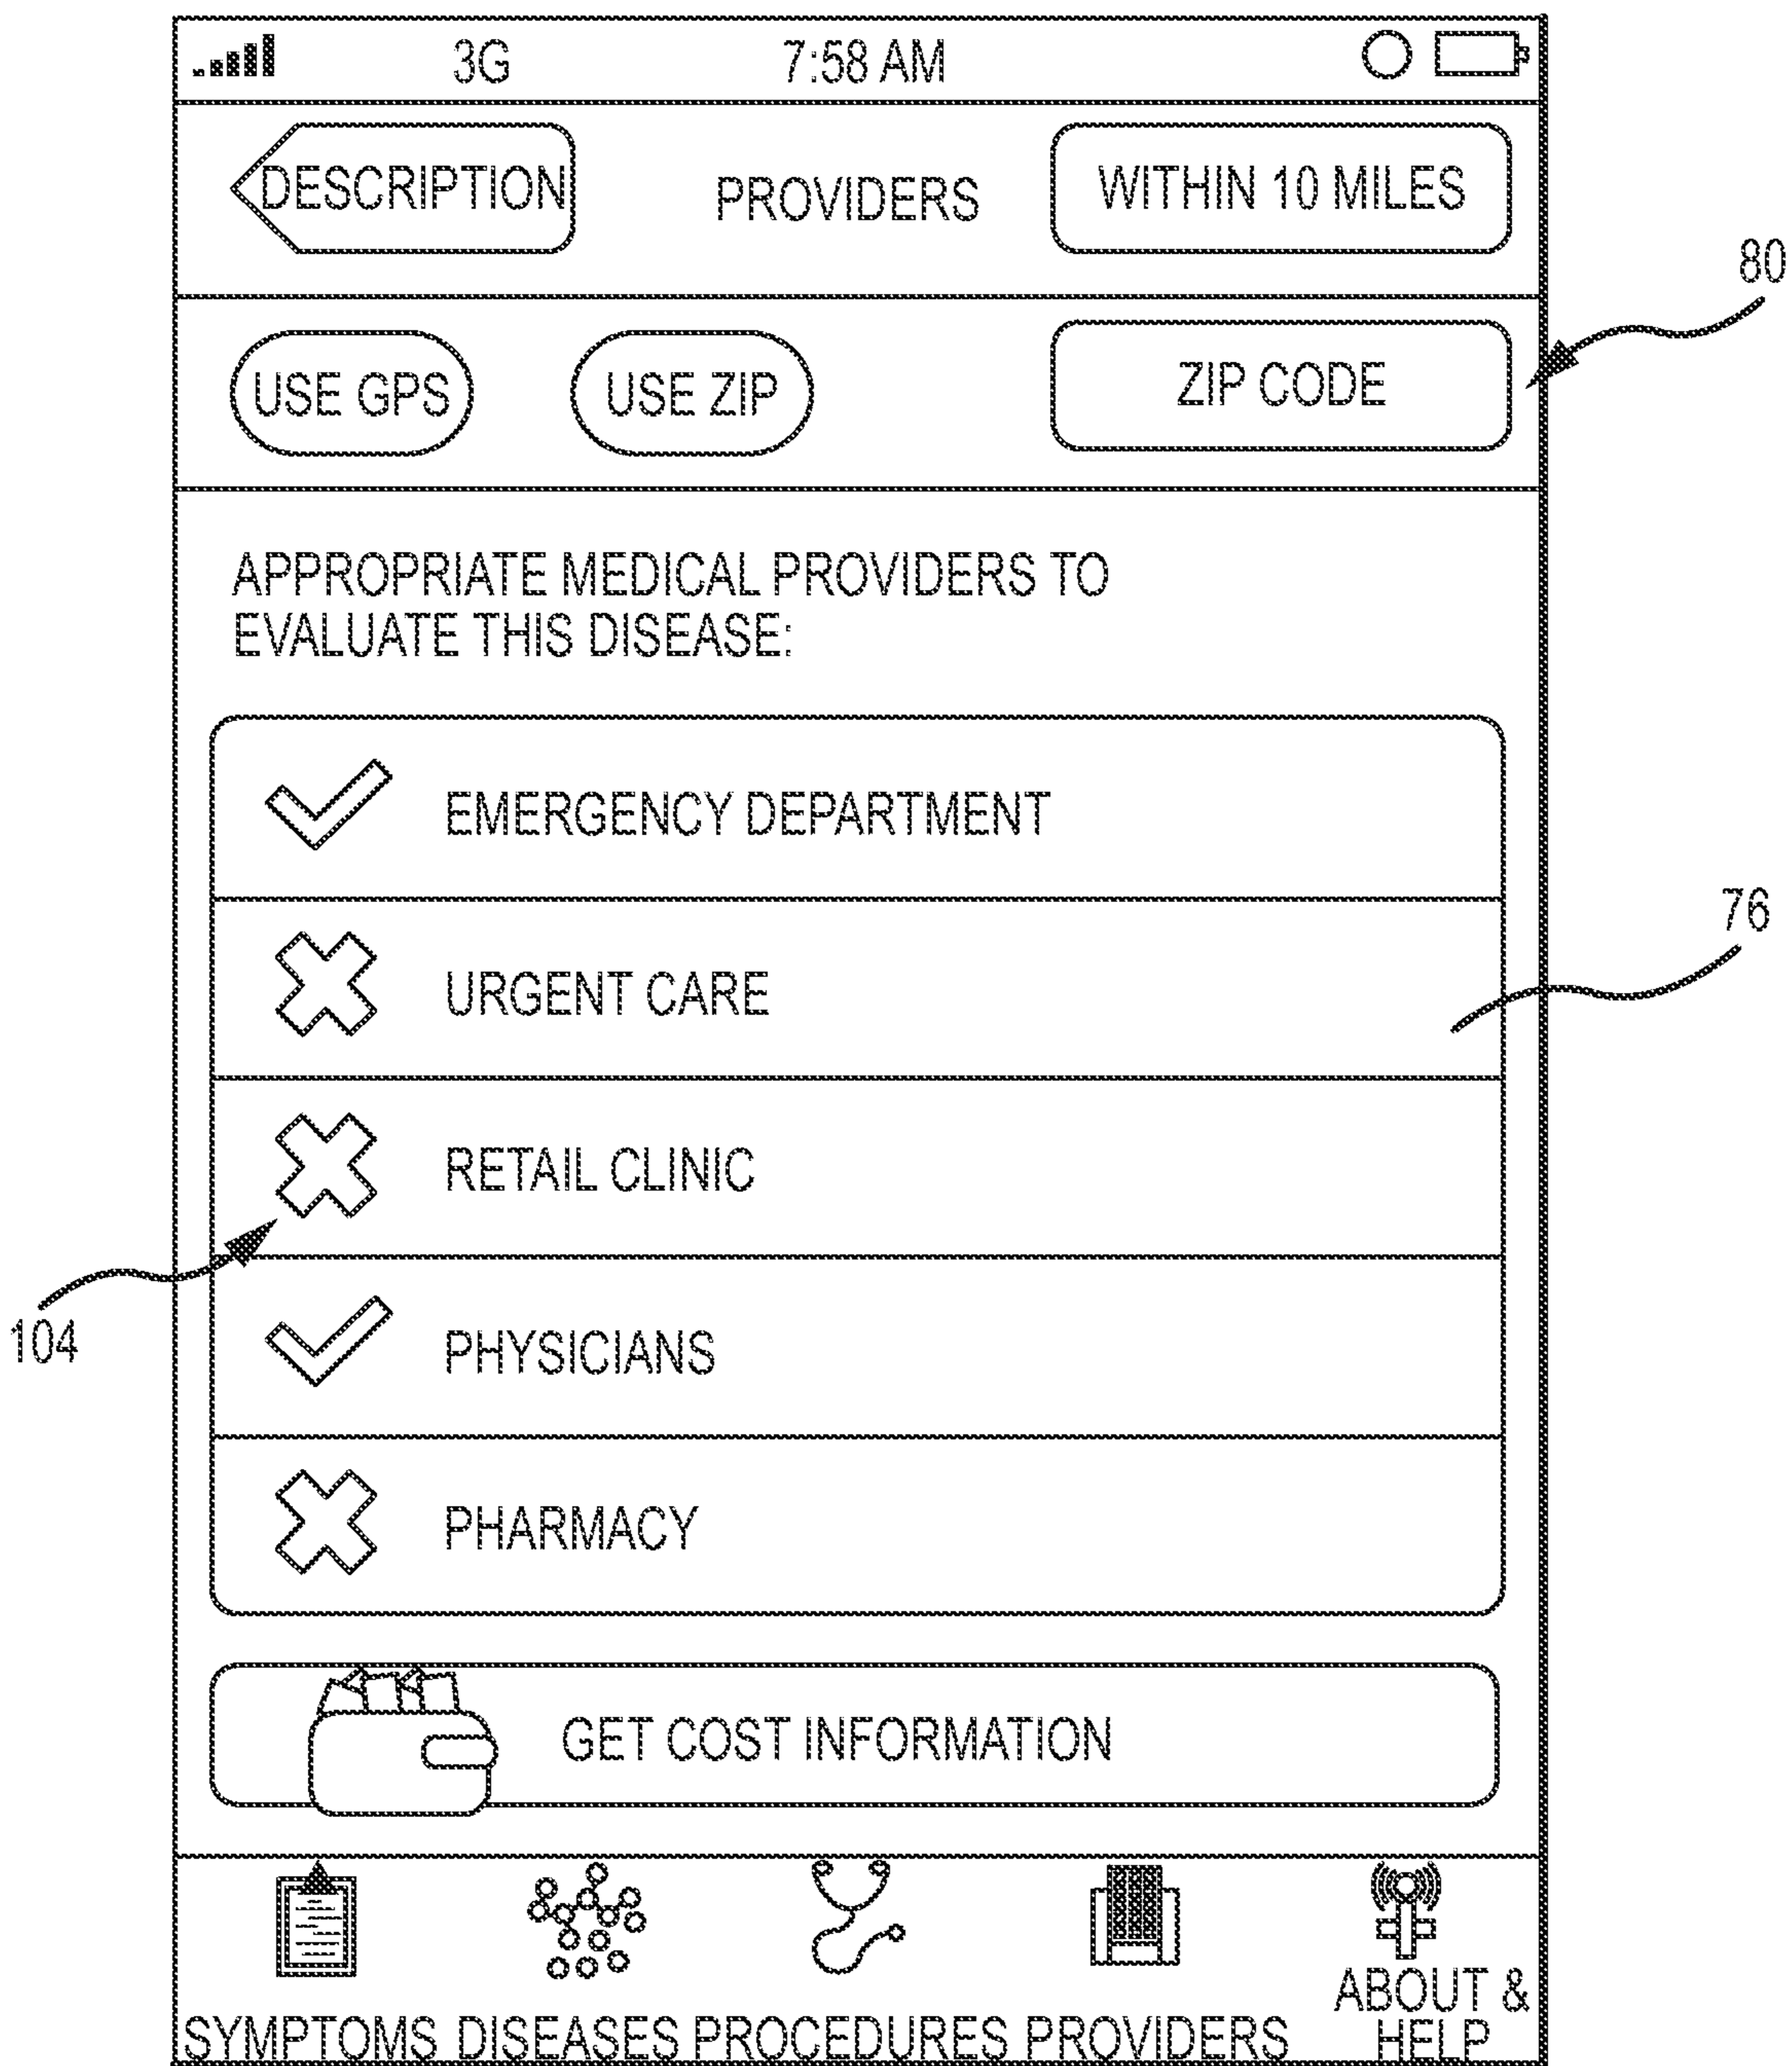 3G 7:58 AM
DESCRIPTION PROVIDERS WITHIN 10 MILES
80
USE GPS USE ZIP ZIP CODE
APPROPRIATE MEDICAL PROVIDERS TO
EVALUATE THIS DISEASE:
EMERGENCY DEPARTMENT
76
URGENT CARE
RETAIL CLINIC
104
PHYSICIANS
PHARMACY
GET COST INFORMATION
SYMPTOMS DISEASES PROCEDURES PROVIDERS ABOUT &
HELP